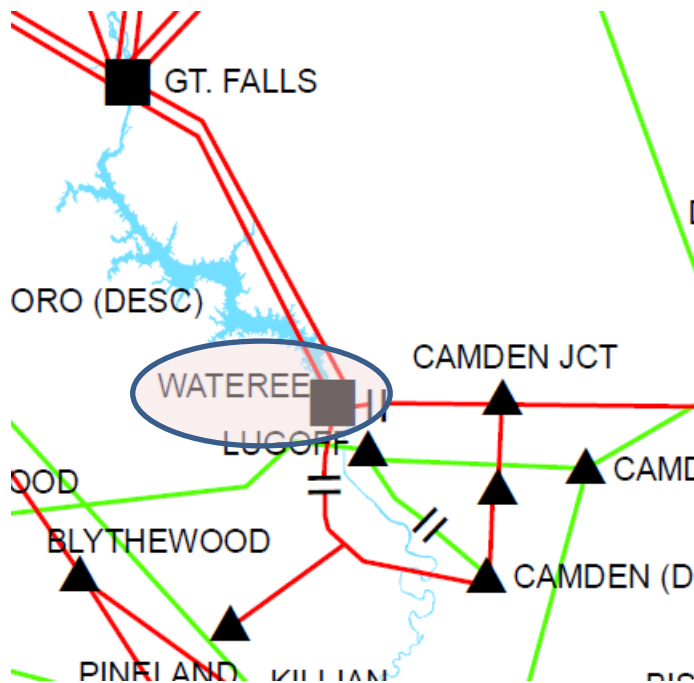 GT. FALLS
ORO (DESC)
CAMDEN JCT
WATEREE
LUGOFF
CAMD
OOD
BLYTHEWOOD
CAMDEN (D
PINELAND
KILLIAN